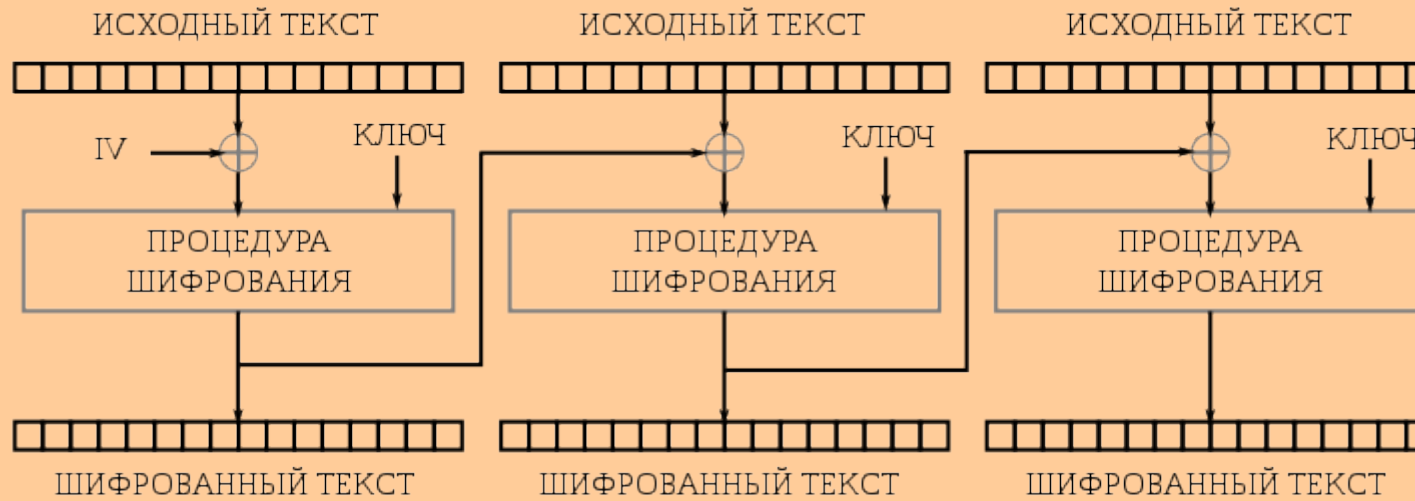 ИСХОДНЫЙ ТЕКСТ
ИСХОДНЫЙ ТЕКСТ
ИСХОДНЫЙ ТЕКСТ
IV
КЛЮЧ
КЛЮЧ
КЛЮЧ
ПРОЦЕДУРА
ШИФРОВАНИЯ
ПРОЦЕДУРА
ШИФРОВАНИЯ
ПРОЦЕДУРА
ШИФРОВАНИЯ
ШИФРОВАННЫЙ ТЕКСТ
ШИФРОВАННЫЙ ТЕКСТ
ШИФРОВАННЫЙ ТЕКСТ